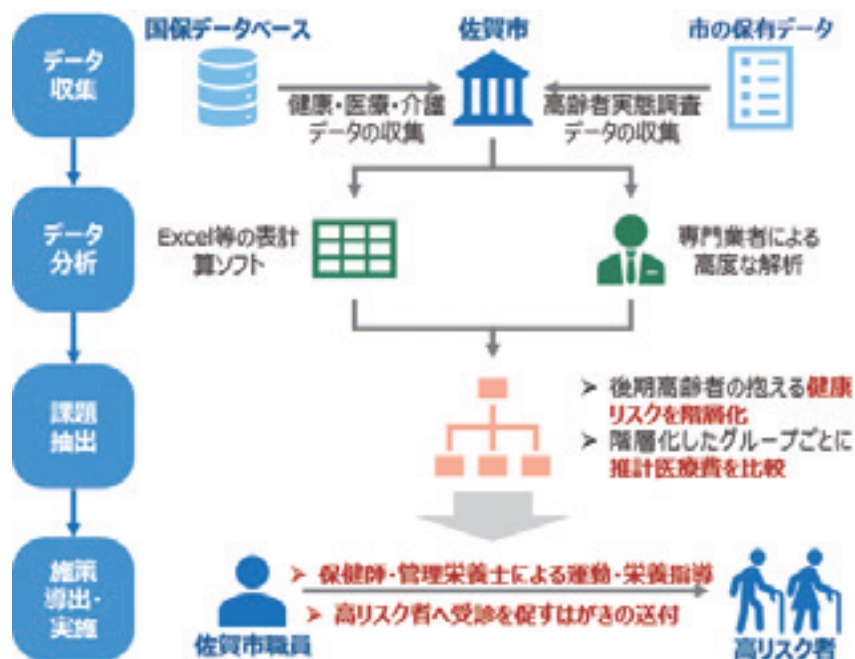 データ
収集
国保データベース
佐賀市
市の保有データ
健康・医療・介護
データの収集
高齢者実態調査
データの収集
データ
分析
Excel等の表計
算ソフト
専門業者による
高度な解析
課題
抽出
➢ 後期高齢者の抱える健康
リスクを階層化
➢ 階層化したグループごとに
推計医療費を比較
施策
導出・
実施
➢ 保健師・管理栄養士による運動・栄養指導
➢ 高リスク者へ受診を促すはがきの送付
佐賀市職員
高リスク者